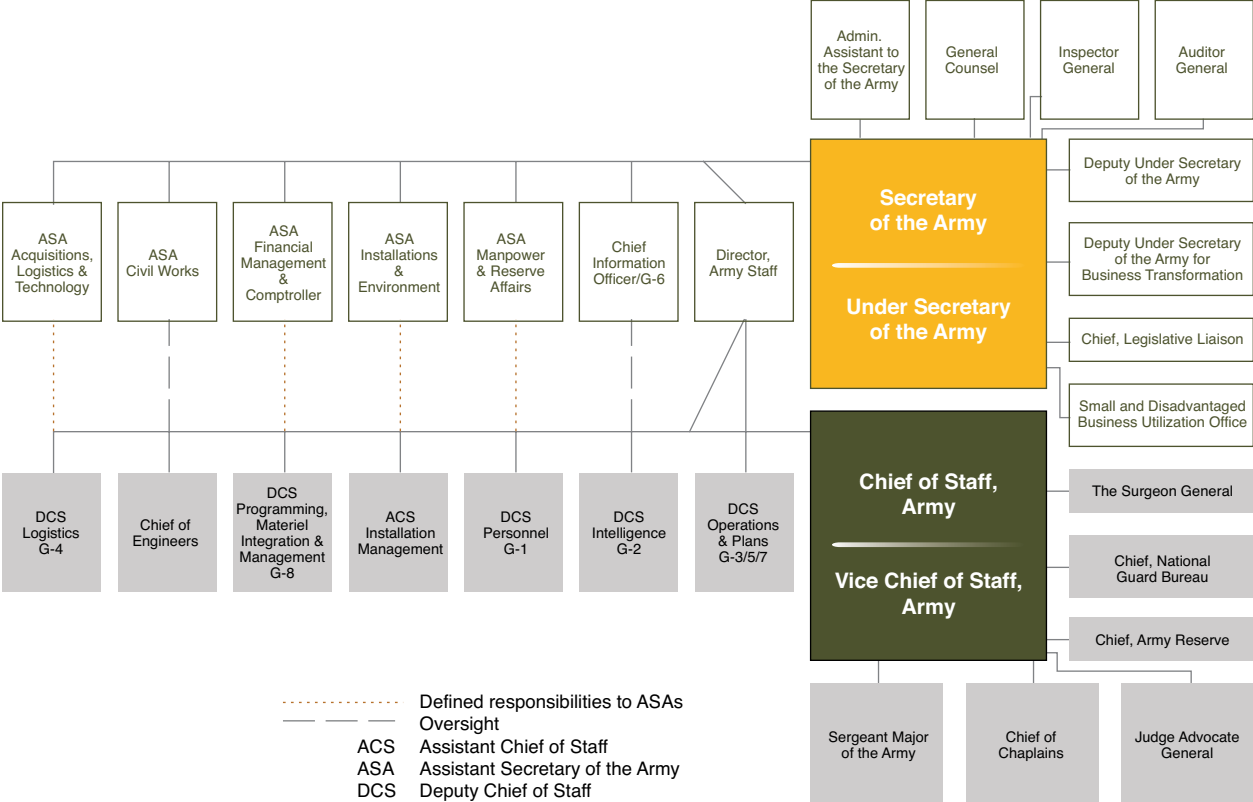 Admin.
Assistant to
the Secretary
of the Army
General
Counsel
Inspector
General
Auditor
General
Secretary
of the Army
Under Secretary
of the Army
Deputy Under Secretary
of the Army
Deputy Under Secretary
of the Army for
Business Transformation
Chief, Legislative Liaison
Small and Disadvantaged
Business Utilization Office
ASA
Acquisitions,
Logistics &
Technology
ASA
Civil Works
ASA
Financial
Management
&
Comptroller
ASA
Installations
&
Environment
ASA
Manpower
& Reserve
Affairs
Chief
Information
Officer/G-6
Director,
Army Staff
Chief of Staff,
Army
Vice Chief of Staff,
Army
The Surgeon General
Chief, National
Guard Bureau
Chief, Army Reserve
DCS
Logistics
G-4
Chief of
Engineers
DCS
Programming,
Materiel
Integration &
Management
G-8
ACS
Installation
Management
DCS
Personnel
G-1
DCS
Intelligence
G-2
DCS
Operations
& Plans
G-3/5/7
Sergeant Major
of the Army
Chief of
Chaplains
Judge Advocate
General
Defined responsibilities to ASAs
Oversight
ACS Assistant Chief of Staff
ASA Assistant Secretary of the Army
DCS Deputy Chief of Staff